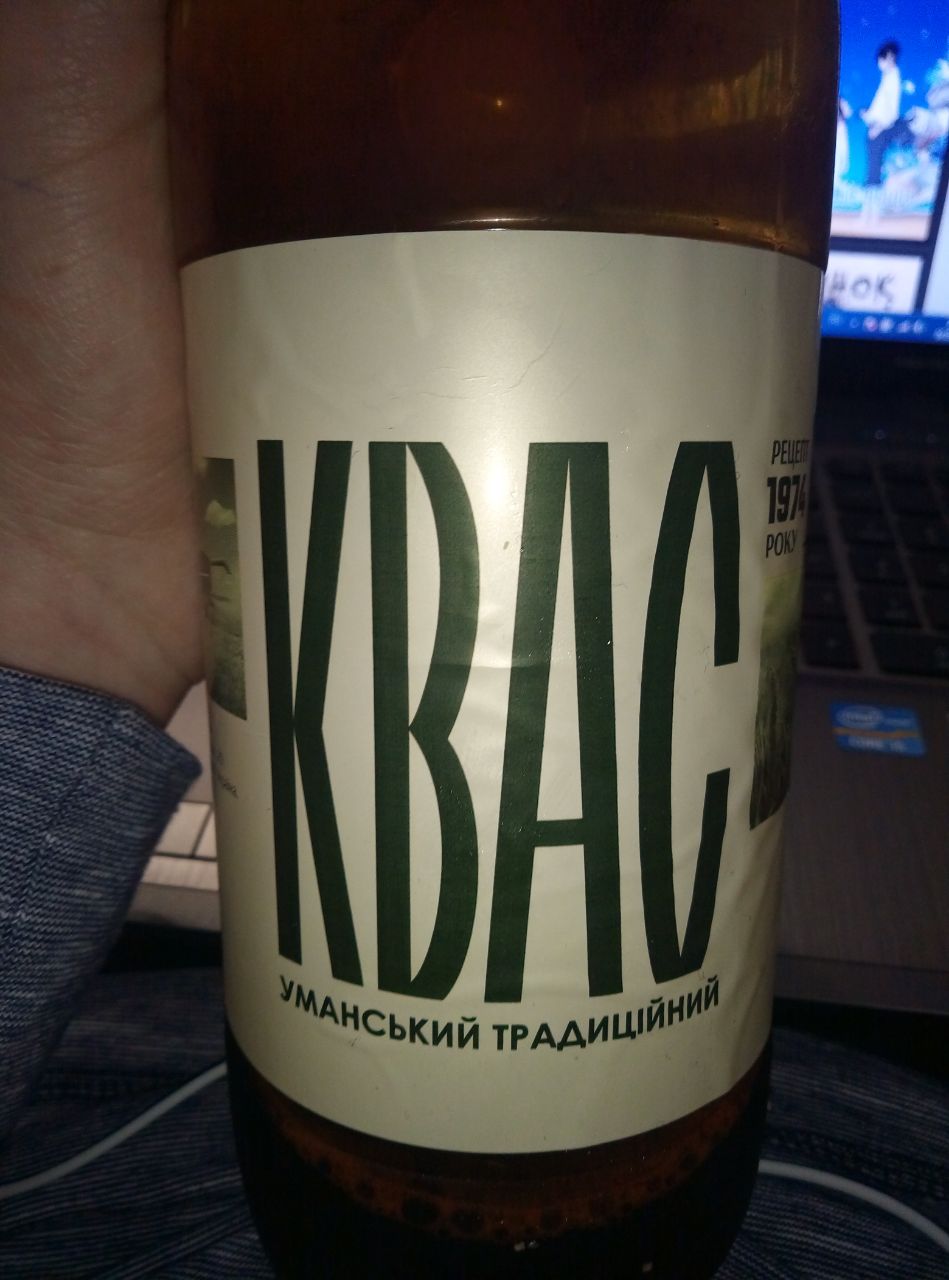 КВАС
УМАНСЬКИЙ ТРАДИЦІЙНИЙ
РЕЦЕПТ
1974
РОКУ